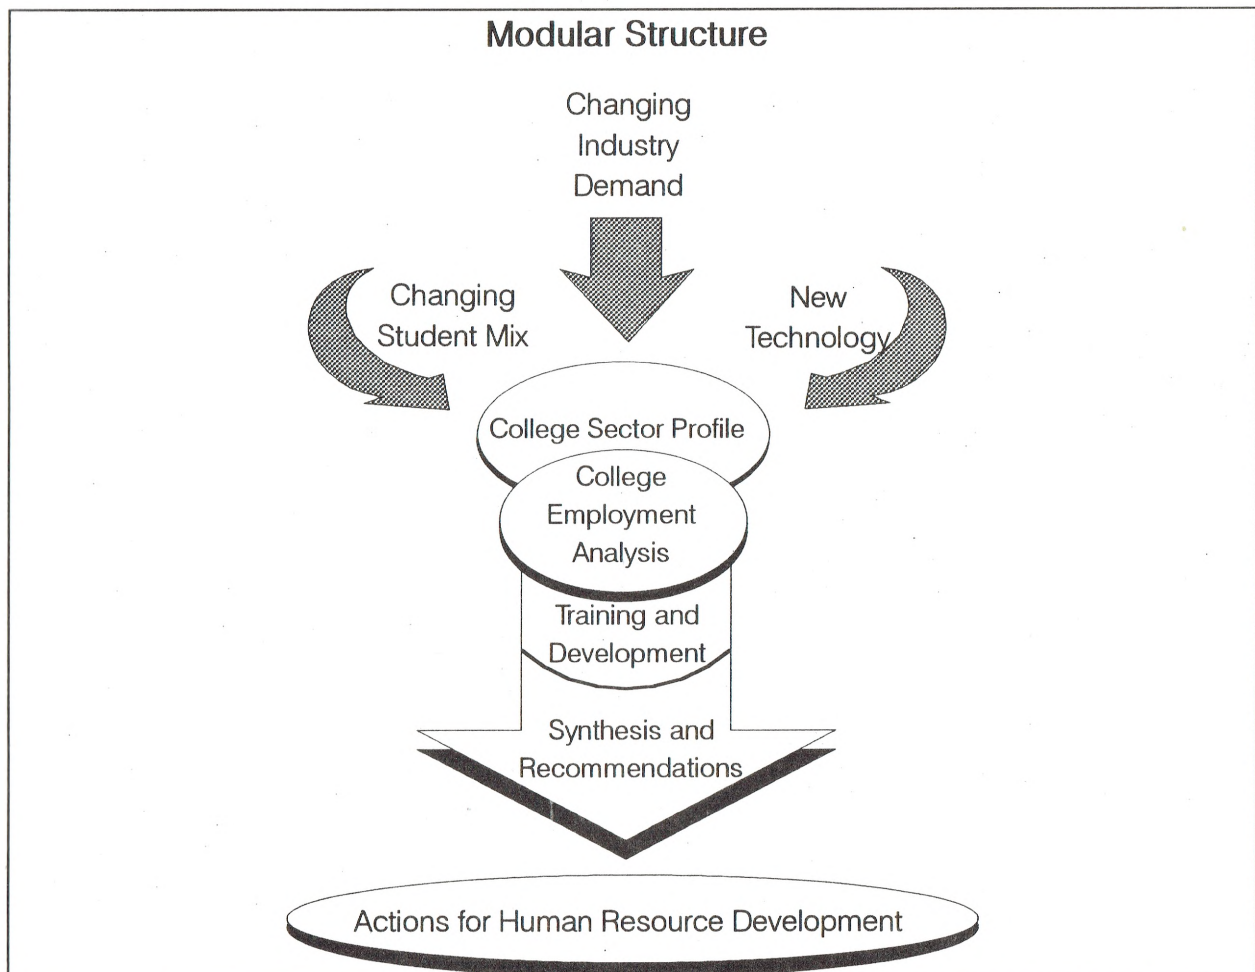 Modular Structure
Changing
Industry
Demand
Changing
Student Mix
New
Technology
College Sector Profile
College
Employment
Analysis
Training and
Development
Synthesis and
Recommendations
Actions for Human Resource Development